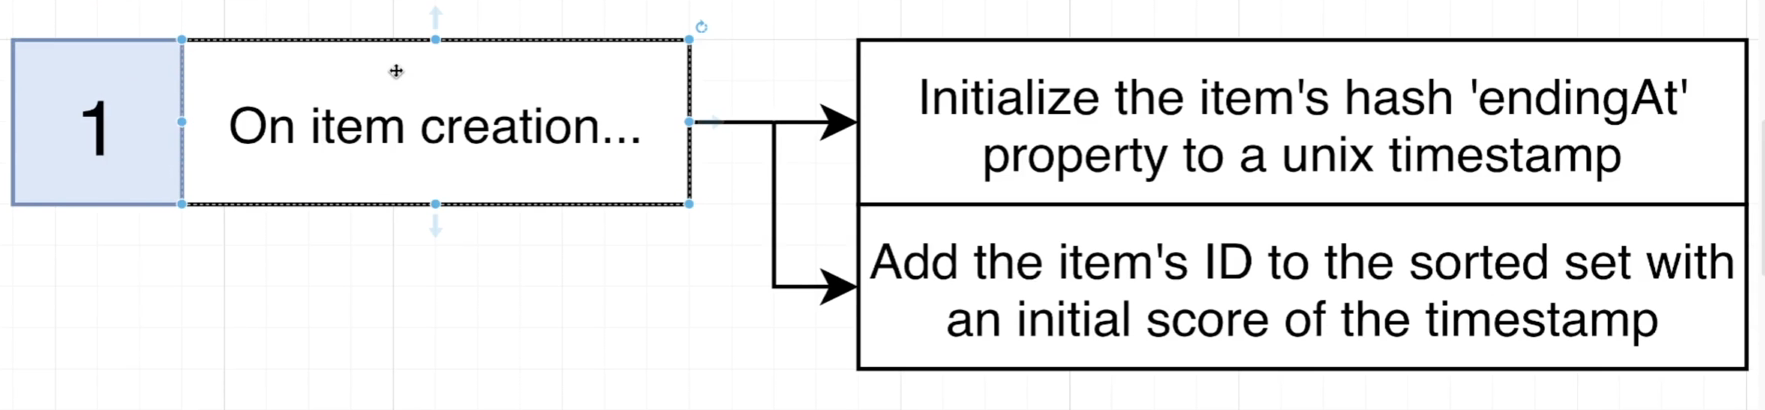 1
On item creation...
Initialize the item's hash 'endingAt'
property to a unix timestamp
Add the item's ID to the sorted set with
an initial score of the timestamp